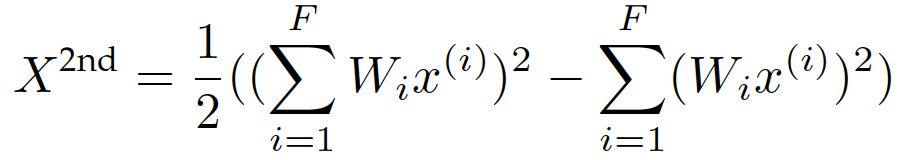 X^{2nd} = \frac{1}{2}((\sum_{i=1}^{F} W_i x^{(i)})^2 - \sum_{i=1}^{F}(W_i x^{(i)})^2)